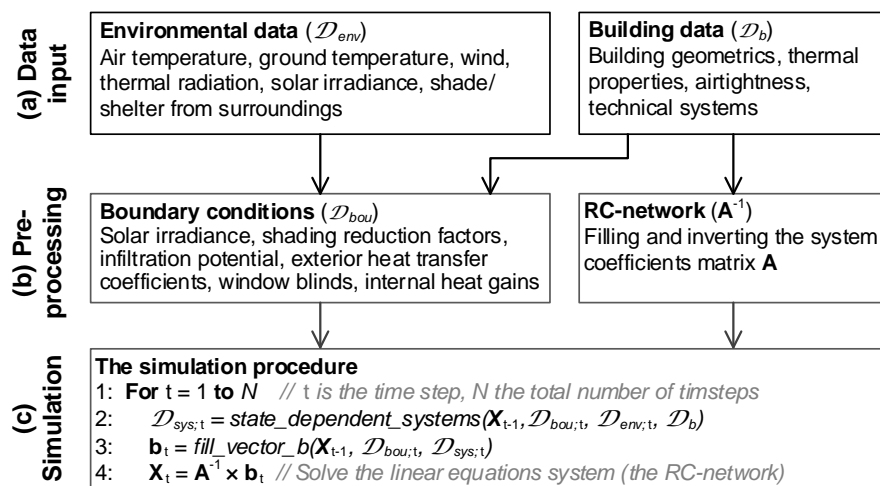 (a) Data
input
Environmental data (𝒟env)
Air temperature, ground temperature, wind,
thermal radiation, solar irradiance, shade/
shelter from surroundings
Building data (𝒟b)
Building geometrics, thermal
properties, airtightness,
technical systems
(b) Pre-
processing
Boundary conditions (𝒟bou)
Solar irradiance, shading reduction factors,
infiltration potential, exterior heat transfer
coefficients, window blinds, internal heat gains
RC-network (A⁻¹)
Filling and inverting the system
coefficients matrix A
(c)
Simulation
The simulation procedure
1: For t = 1 to N // t is the time step, N the total number of timsteps
2: 𝒟sys;t = state_dependent_systems(Xt-1, 𝒟bou;t, 𝒟env;t, 𝒟b)
3: bt = fill_vector_b(Xt-1, 𝒟bou;t, 𝒟sys;t)
4: Xt = A⁻¹ × bt // Solve the linear equations system (the RC-network)